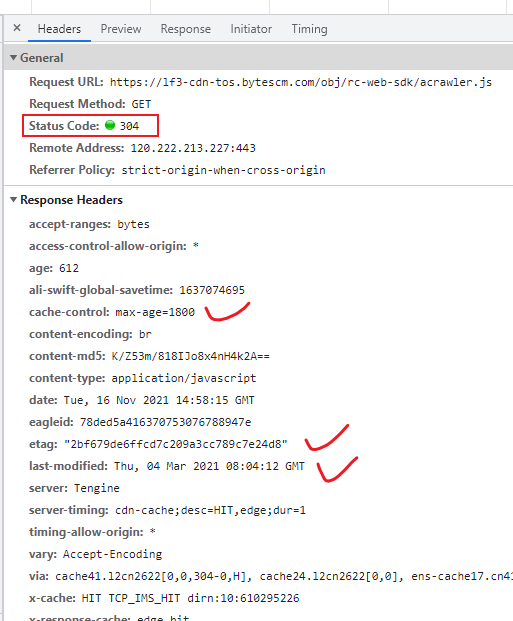 × Headers Preview Response Initiator Timing
▼ General
Request URL: https://lf3-cdn-tos.bytescm.com/obj/rc-web-sdk/acrawler.js
Request Method: GET
Status Code: 304
Remote Address: 120.222.213.227:443
Referrer Policy: strict-origin-when-cross-origin
▼ Response Headers
accept-ranges: bytes
access-control-allow-origin: *
age: 612
ali-swift-global-savetime: 1637074695
cache-control: max-age=1800
content-encoding: br
content-md5: K/Z53m/818IJo8x4nH4k2A==
content-type: application/javascript
date: Tue, 16 Nov 2021 14:58:15 GMT
eagleid: 78ded5a416370753076788947e
etag: "2bf679de6ffcd7c209a3cc789c7e24d8"
last-modified: Thu, 04 Mar 2021 08:04:12 GMT
server: Tengine
server-timing: cdn-cache;desc=HIT,edge;dur=1
timing-allow-origin: *
vary: Accept-Encoding
via: cache41.l2cn2622[0,0,304-0,H], cache24.l2cn2622[0,0], ens-cache17.cn41
x-cache: HIT TCP_IMS_HIT dirn:10:610295226
x-response-cache: edge_hit